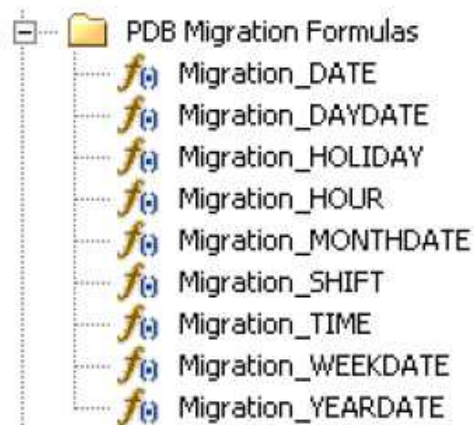 PDB Migration Formulas
Migration_DATE
Migration_DAYDATE
Migration_HOLIDAY
Migration_HOUR
Migration_MONTHDATE
Migration_SHIFT
Migration_TIME
Migration_WEEKDATE
Migration_YEARDATE